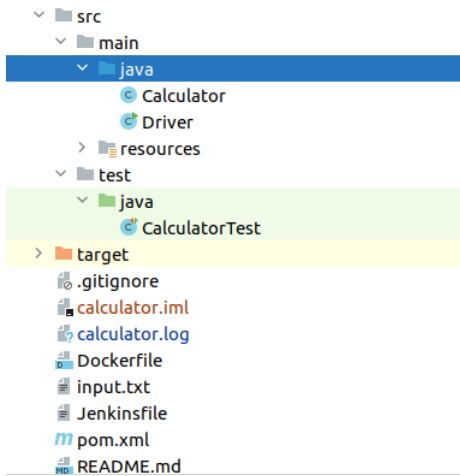 src
main
java
Calculator
Driver
resources
test
java
CalculatorTest
target
.gitignore
calculator.iml
calculator.log
Dockerfile
input.txt
Jenkinsfile
pom.xml
README.md